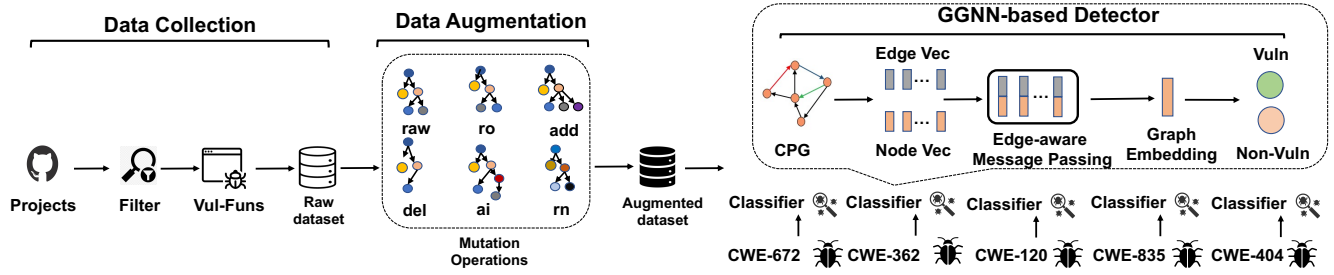 Data Collection
Data Augmentation
GGNN-based Detector
Edge Vec
Vuln
raw
ro
add
CPG
Node Vec
Edge-aware
Message Passing
Graph
Embedding
Non-Vuln
Projects
Filter
Vul-Funs
Raw
dataset
del
ai
rn
Augmented
dataset
Mutation
Operations
Classifier
Classifier
Classifier
Classifier
Classifier
CWE-672
CWE-362
CWE-120
CWE-835
CWE-404